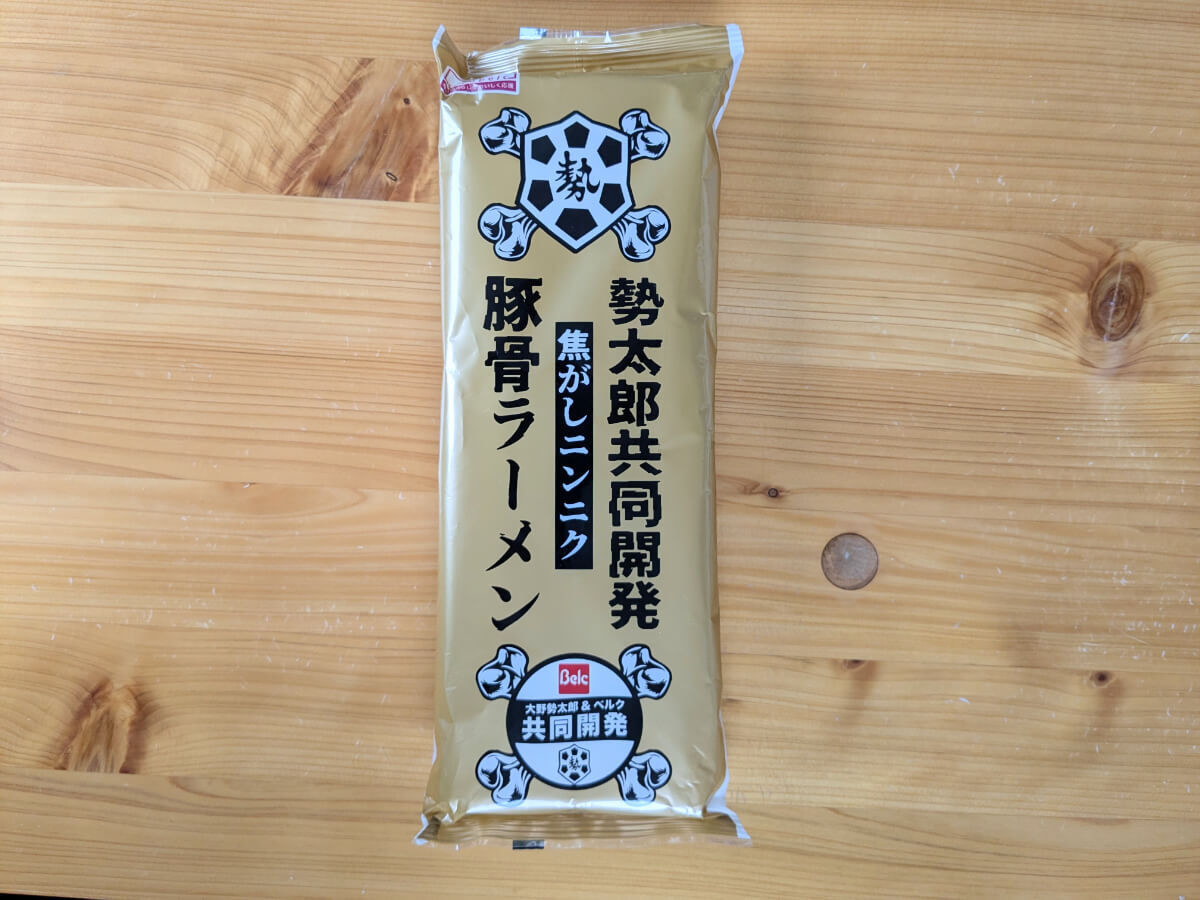 勢
勢太郎共同開発
焦がしニンニク
豚骨ラーメン
Belc
大野勢太郎&ベルク
共同開発
勢